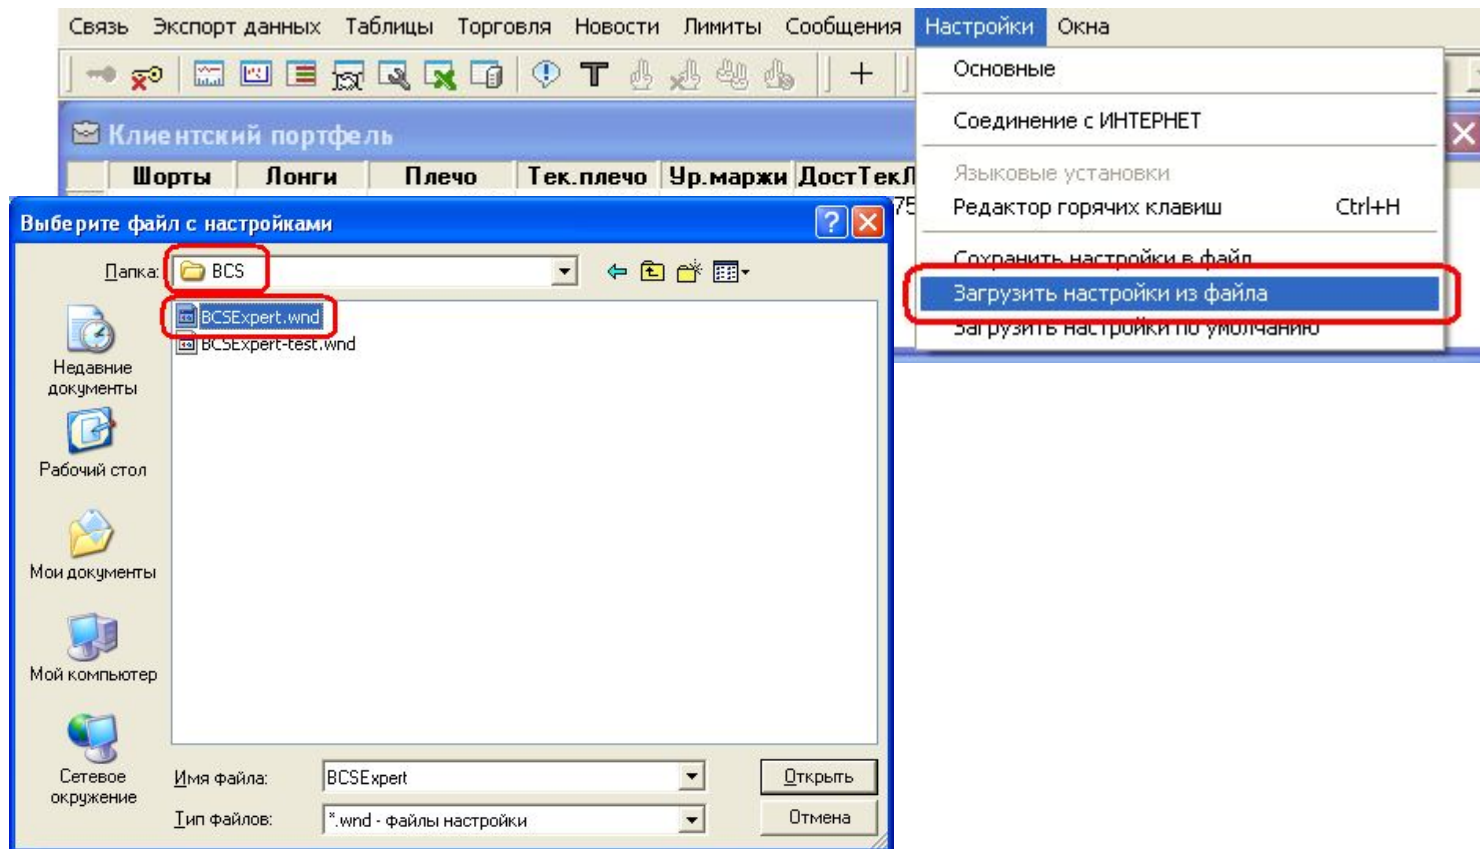 Связь Экспорт данных Таблицы Торговля Новости Лимиты Сообщения Настройки Окна
Основные
Соединение с ИНТЕРНЕТ
Языковые установки
Редактор горячих клавиш Ctrl+H
Сохранить настройки в файл
Загрузить настройки из файла
Загрузить настройки по умолчанию
Клиентский портфель
Шорты Лонги Плечо Тек.плечо Ур.маржи ДостТекЛ
75
Выберите файл с настройками
Папка: BCS
BCSExpert.wnd
BCSExpert-test.wnd
Недавние
документы
Рабочий стол
Мои документы
Мой компьютер
Сетевое
окружение
Имя файла: BCSExpert Открыть
Тип файлов: *.wnd - файлы настройки Отмена